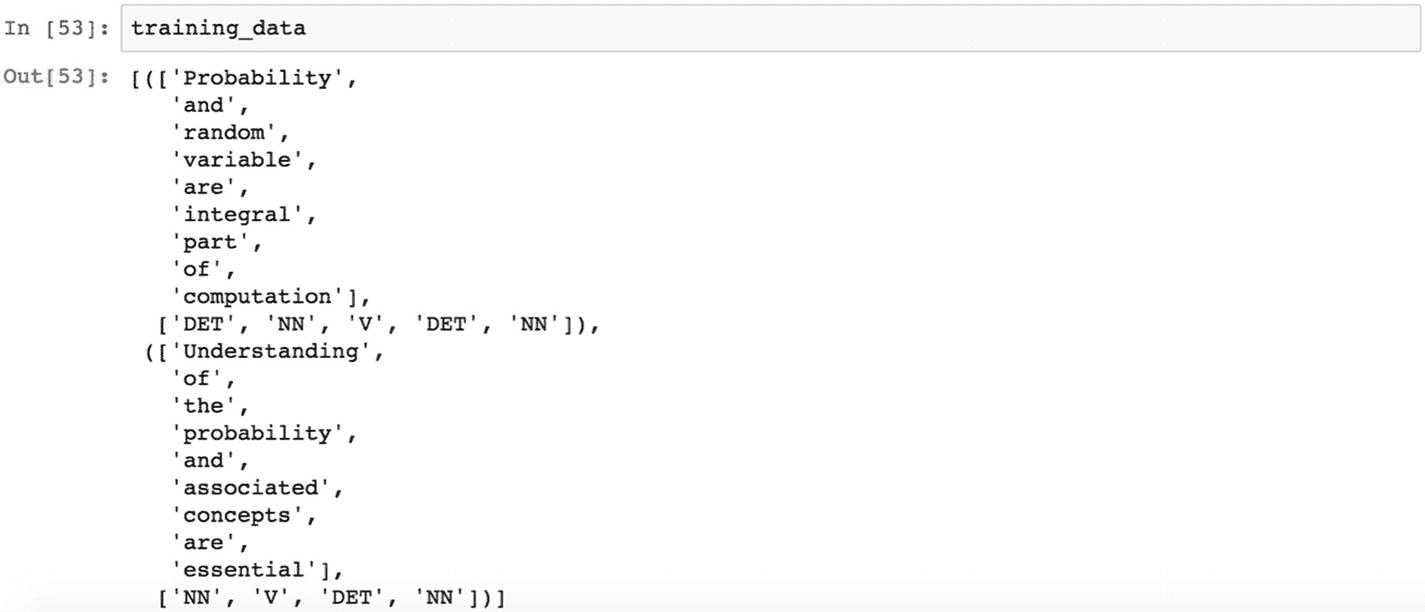 In [53]: training_data
Out[53]: [(['Probability',
'and',
'random',
'variable',
'are',
'integral',
'part',
'of',
'computation'],
['DET', 'NN', 'V', 'DET', 'NN']),
(['Understanding',
'of',
'the',
'probability',
'and',
'associated',
'concepts',
'are',
'essential'],
['NN', 'V', 'DET', 'NN'])]